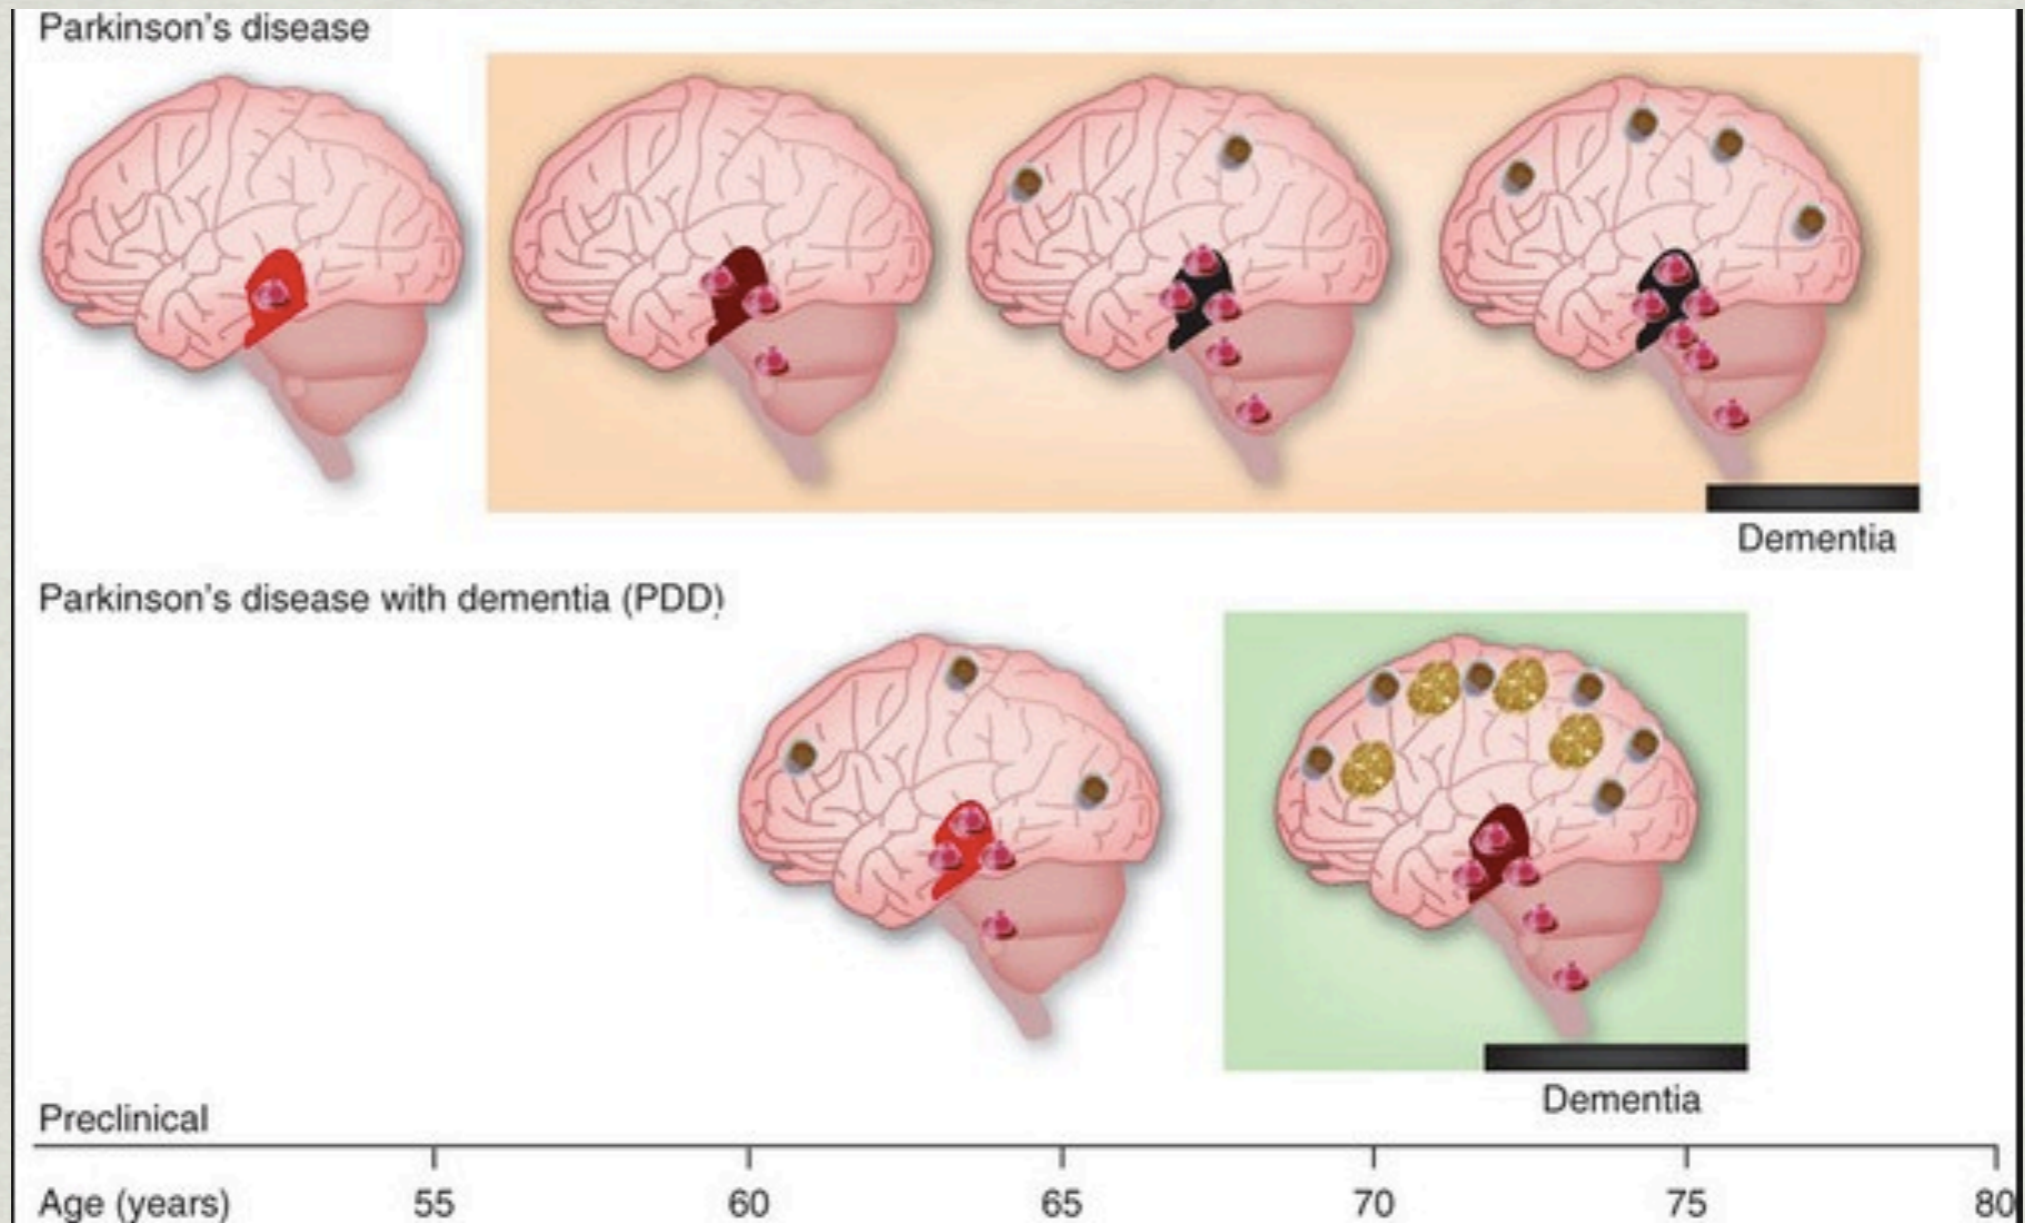 Parkinson's disease
Dementia
Parkinson's disease with dementia (PDD)
Dementia
Preclinical
Age (years) 55 60 65 70 75 80